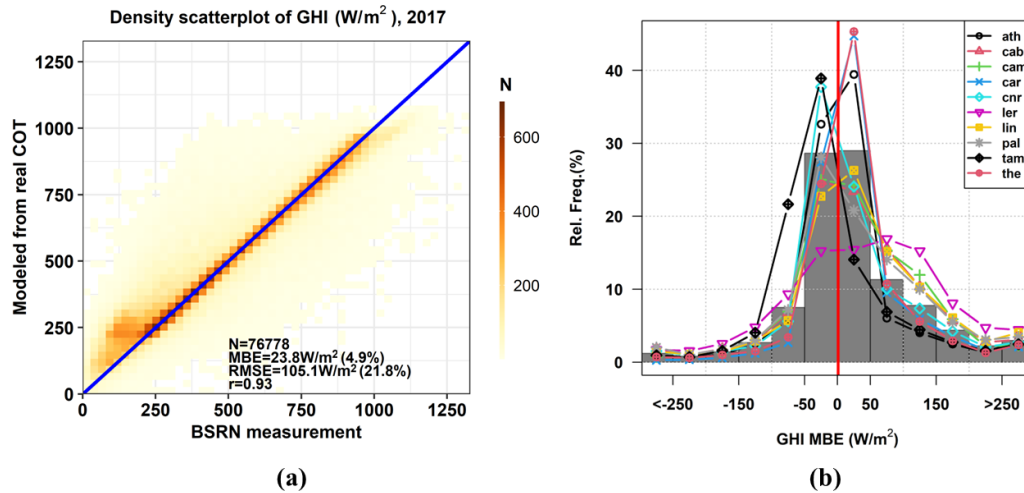 Density scatterplot of GHI (W/m²), 2017
Modeled from real COT
1250
1000
750
500
250
0
0 250 500 750 1000 1250
BSRN measurement
N=76778
MBE=23.8W/m² (4.9%)
RMSE=105.1W/m² (21.8%)
r=0.93
N
600
400
200
(a)
Rel. Freq.(%)
40
30
20
10
0
<-250 -150 -50 0 50 150 >250
GHI MBE (W/m²)
ath
cab
cam
car
cnr
ler
lin
pal
tam
the
(b)